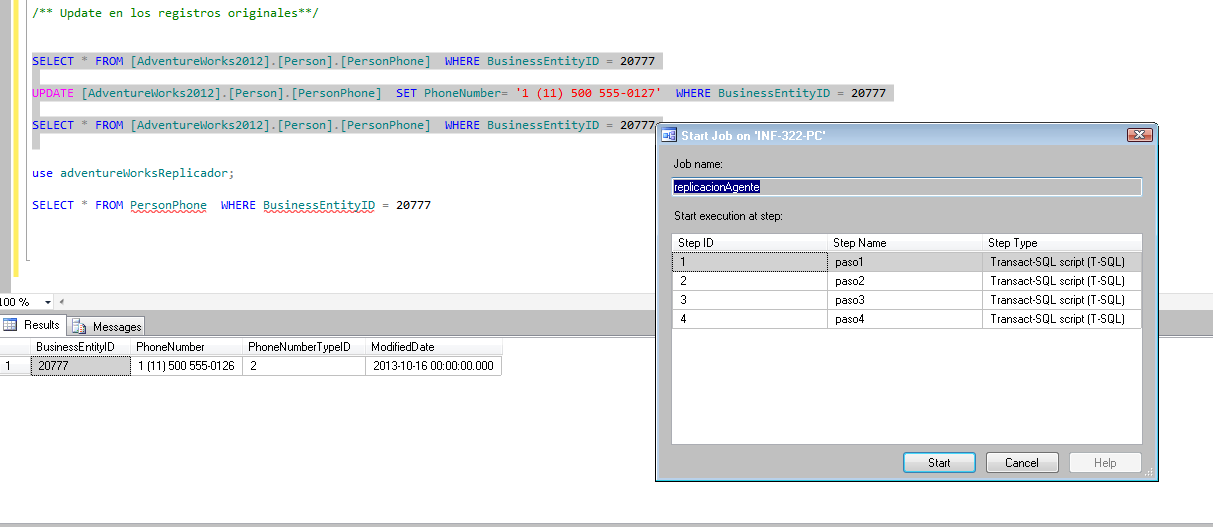 /** Update en los registros originales**/
SELECT * FROM [AdventureWorks2012].[Person].[PersonPhone]  WHERE BusinessEntityID = 20777
UPDATE [AdventureWorks2012].[Person].[PersonPhone]  SET PhoneNumber= '1 (11) 500 555-0127'  WHERE BusinessEntityID = 20777
SELECT * FROM [AdventureWorks2012].[Person].[PersonPhone]  WHERE BusinessEntityID = 20777
use adventureWorksReplicador;
SELECT * FROM PersonPhone  WHERE BusinessEntityID = 20777
100 %
Results Messages
BusinessEntityID PhoneNumber PhoneNumberTypeID ModifiedDate
1 20777 1 (11) 500 555-0126 2 2013-10-16 00:00:00.000
Start Job on 'INF-322-PC'
Job name:
replicacionAgente
Start execution at step:
Step ID Step Name Step Type
1 paso1 Transact-SQL script (T-SQL)
2 paso2 Transact-SQL script (T-SQL)
3 paso3 Transact-SQL script (T-SQL)
4 paso4 Transact-SQL script (T-SQL)
Start Cancel Help